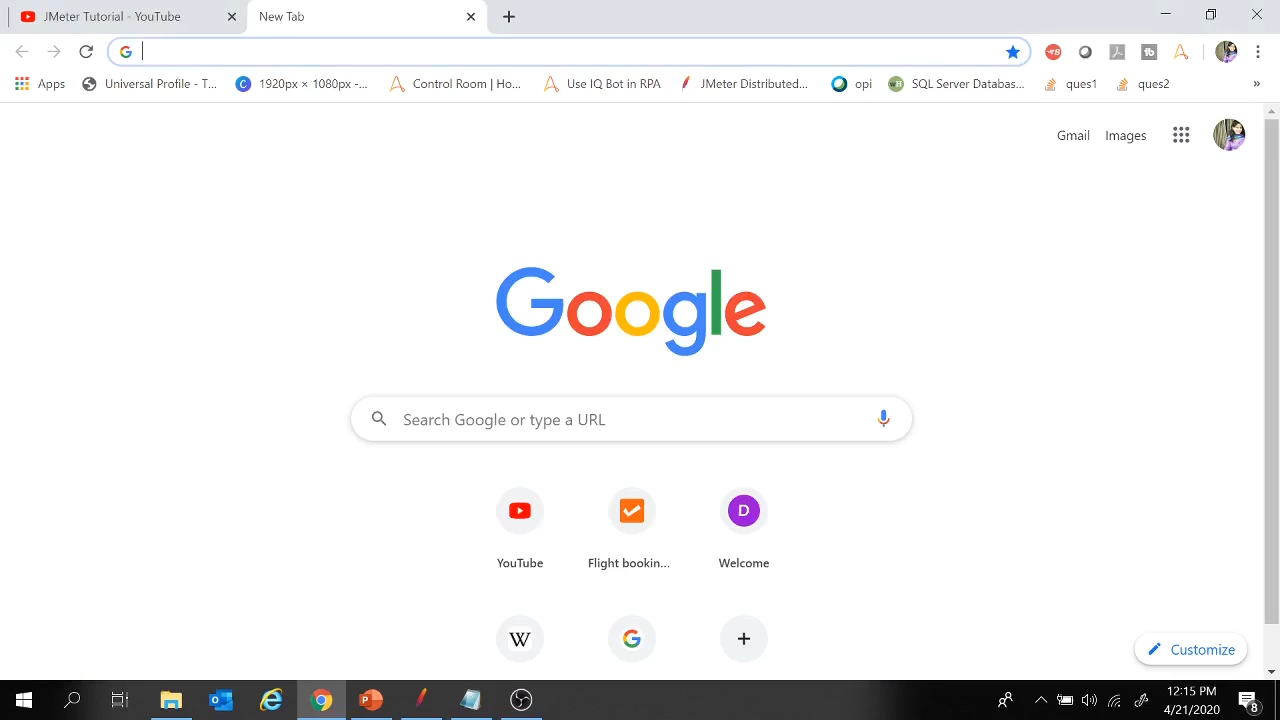 JMeter Tutorial - YouTube
New Tab
Apps
Universal Profile - T...
1920px × 1080px -...
Control Room | Ho...
Use IQ Bot in RPA
JMeter Distributed...
opi
SQL Server Databas...
ques1
ques2
»
Gmail
Images
Google
Search Google or type a URL
D
YouTube
Flight bookin...
Welcome
W
G
Customize
12:15 PM
4/21/2020
8